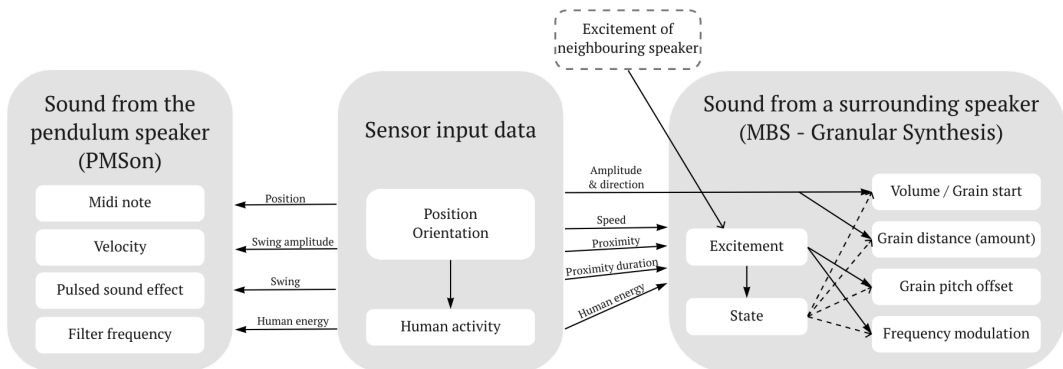 Excitement of
neighbouring speaker
Sound from the
pendulum speaker
(PMSon)
Midi note
Velocity
Pulsed sound effect
Filter frequency
Position
Swing amplitude
Swing
Human energy
Sensor input data
Position
Orientation
Human activity
Amplitude
& direction
Speed
Proximity
Proximity duration
Human energy
Sound from a surrounding speaker
(MBS - Granular Synthesis)
Excitement
State
Volume / Grain start
Grain distance (amount)
Grain pitch offset
Frequency modulation